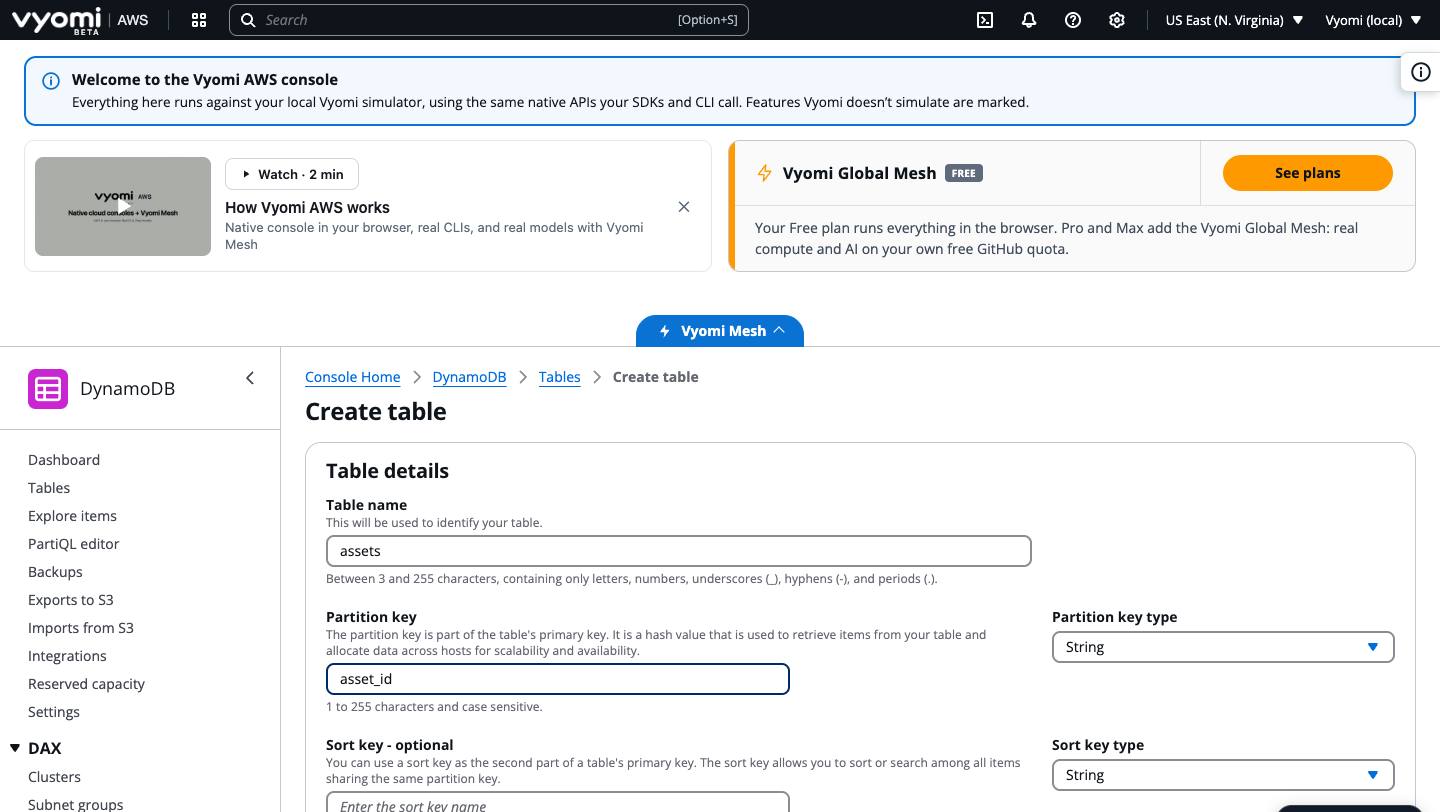 vyomi BETA AWS
Search [Option+S]
US East (N. Virginia) Vyomi (local)
Welcome to the Vyomi AWS console
Everything here runs against your local Vyomi simulator, using the same native APIs your SDKs and CLI call. Features Vyomi doesn’t simulate are marked.
vyomi AWS
Native cloud consoles + Vyomi Mesh
Watch · 2 min
How Vyomi AWS works
Native console in your browser, real CLIs, and real models with Vyomi
Mesh
Vyomi Global Mesh FREE
See plans
Your Free plan runs everything in the browser. Pro and Max add the Vyomi Global Mesh: real
compute and AI on your own free GitHub quota.
Vyomi Mesh
DynamoDB
Dashboard
Tables
Explore items
PartiQL editor
Backups
Exports to S3
Imports from S3
Integrations
Reserved capacity
Settings
DAX
Clusters
Subnet groups
Console Home DynamoDB Tables Create table
Create table
Table details
Table name
This will be used to identify your table.
assets
Between 3 and 255 characters, containing only letters, numbers, underscores (_), hyphens (-), and periods (.).
Partition key
The partition key is part of the table's primary key. It is a hash value that is used to retrieve items from your table and
allocate data across hosts for scalability and availability.
asset_id
1 to 255 characters and case sensitive.
Partition key type
String
Sort key - optional
You can use a sort key as the second part of a table's primary key. The sort key allows you to sort or search among all items
sharing the same partition key.
Enter the sort key name
Sort key type
String